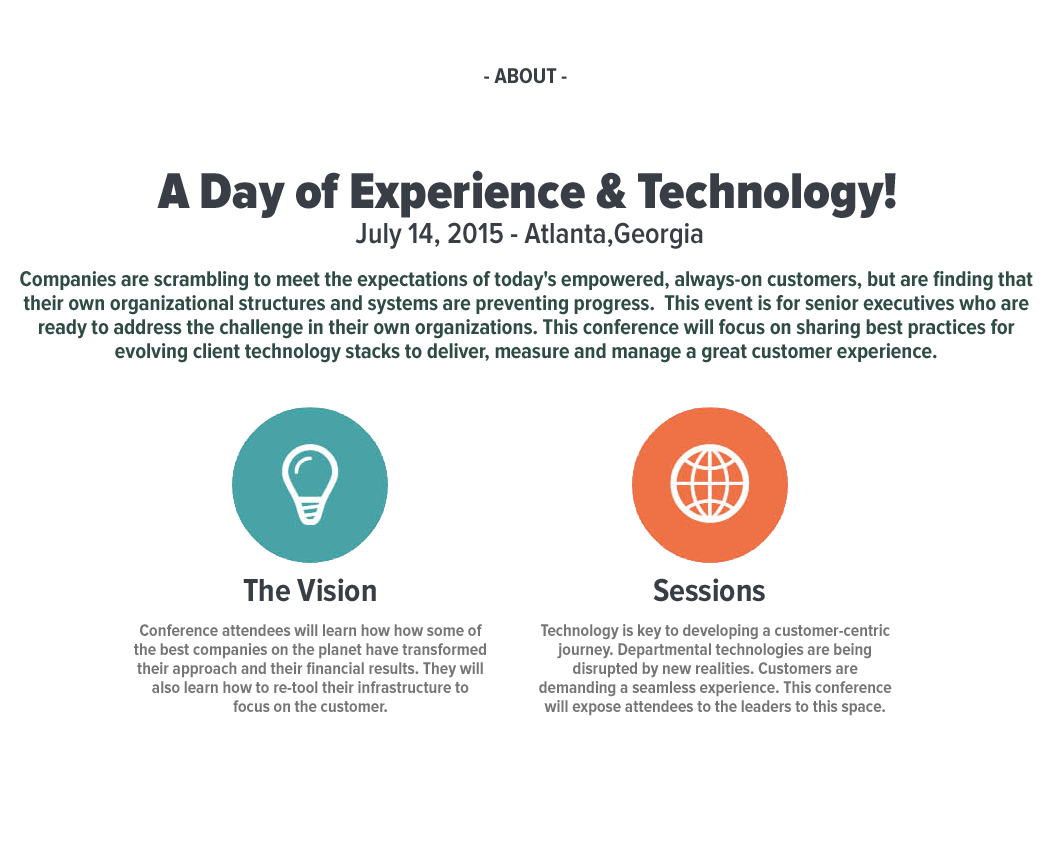 - ABOUT -
A Day of Experience & Technology!
July 14, 2015 - Atlanta,Georgia
Companies are scrambling to meet the expectations of today's empowered, always-on customers, but are finding that
their own organizational structures and systems are preventing progress.  This event is for senior executives who are
ready to address the challenge in their own organizations. This conference will focus on sharing best practices for
evolving client technology stacks to deliver, measure and manage a great customer experience.
The Vision
Conference attendees will learn how how some of
the best companies on the planet have transformed
their approach and their financial results. They will
also learn how to re-tool their infrastructure to
focus on the customer.
Sessions
Technology is key to developing a customer-centric
journey. Departmental technologies are being
disrupted by new realities. Customers are
demanding a seamless experience. This conference
will expose attendees to the leaders to this space.